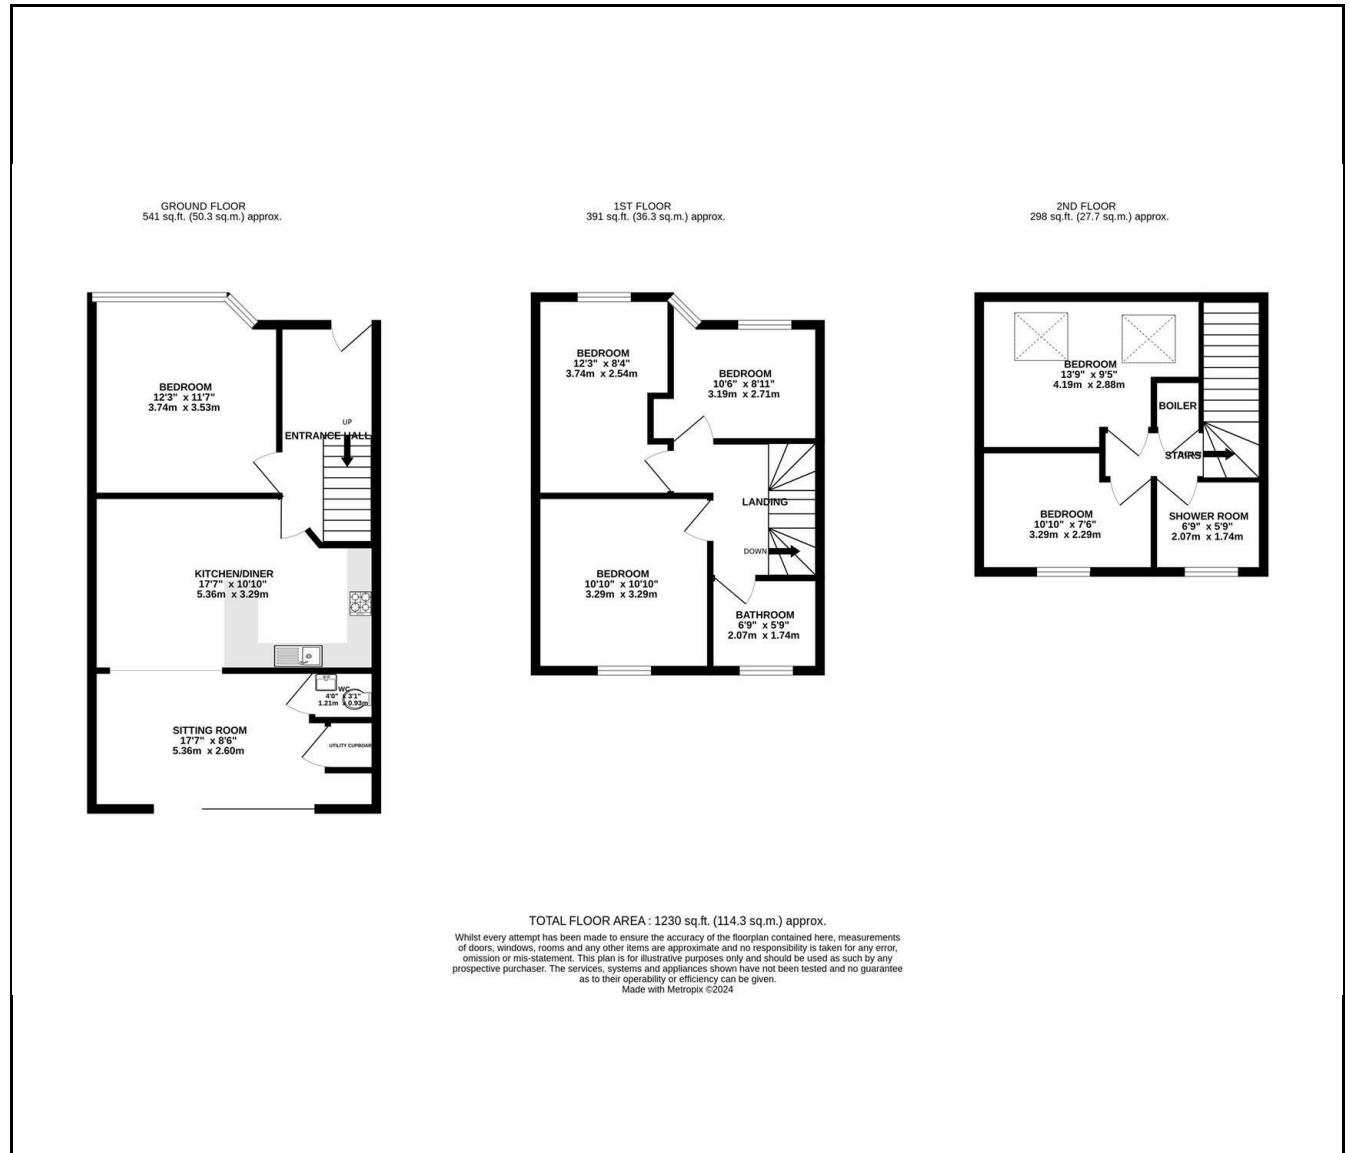 GROUND FLOOR
541 sq.ft. (50.3 sq.m.) approx.
1ST FLOOR
391 sq.ft. (36.3 sq.m.) approx.
2ND FLOOR
298 sq.ft. (27.7 sq.m.) approx.
BEDROOM
12'3" x 11'7"
3.74m x 3.53m
UP
ENTRANCE HALL
KITCHEN/DINER
17'7" x 10'10"
5.36m x 3.29m
WC
4'0" x 3'1"
1.21m x 0.93m
SITTING ROOM
17'7" x 8'6"
5.36m x 2.60m
UTILITY CUPBOAR
BEDROOM
12'3" x 8'4"
3.74m x 2.54m
BEDROOM
10'6" x 8'11"
3.19m x 2.71m
LANDING
DOWN
BEDROOM
10'10" x 10'10"
3.29m x 3.29m
BATHROOM
6'9" x 5'9"
2.07m x 1.74m
BEDROOM
13'9" x 9'5"
4.19m x 2.88m
BOILER
STAIRS
BEDROOM
10'10" x 7'6"
3.29m x 2.29m
SHOWER ROOM
6'9" x 5'9"
2.07m x 1.74m
TOTAL FLOOR AREA : 1230 sq.ft. (114.3 sq.m.) approx.
Whilst every attempt has been made to ensure the accuracy of the floorplan contained here, measurements
of doors, windows, rooms and any other items are approximate and no responsibility is taken for any error,
omission or mis-statement. This plan is for illustrative purposes only and should be used as such by any
prospective purchaser. The services, systems and appliances shown have not been tested and no guarantee
as to their operability or efficiency can be given.
Made with Metropix ©2024